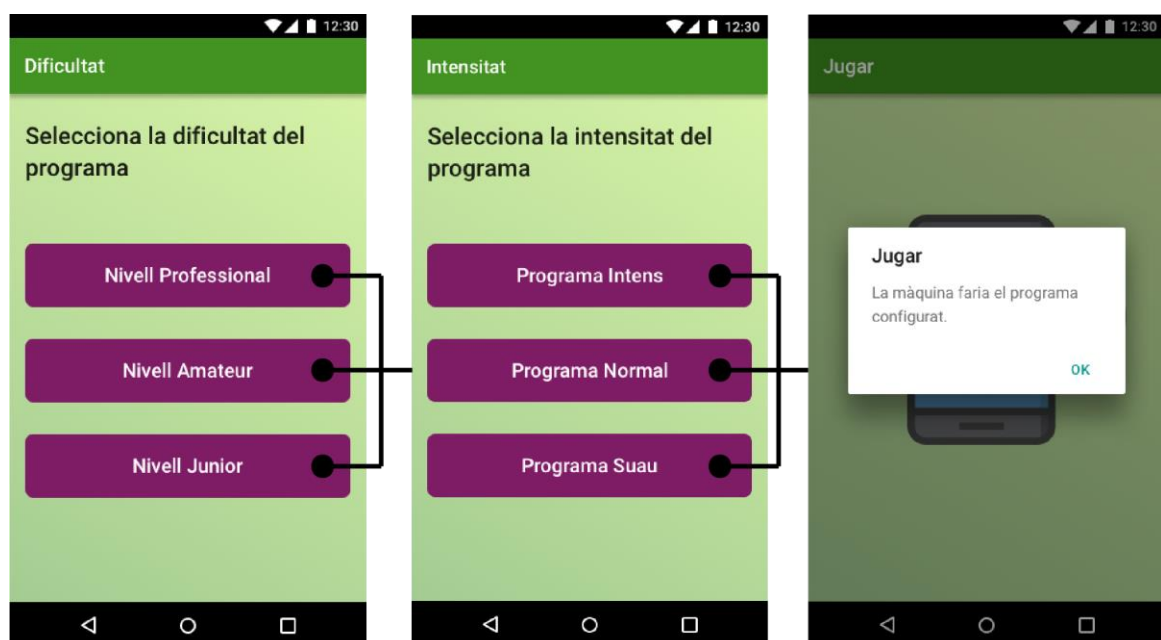 12:30
Dificultat
Selecciona la dificultat del
programa
Nivell Professional
Nivell Amateur
Nivell Junior
12:30
Intensitat
Selecciona la intensitat del
programa
Programa Intens
Programa Normal
Programa Suau
12:30
Jugar
Jugar
La màquina faria el programa
configurat.
OK